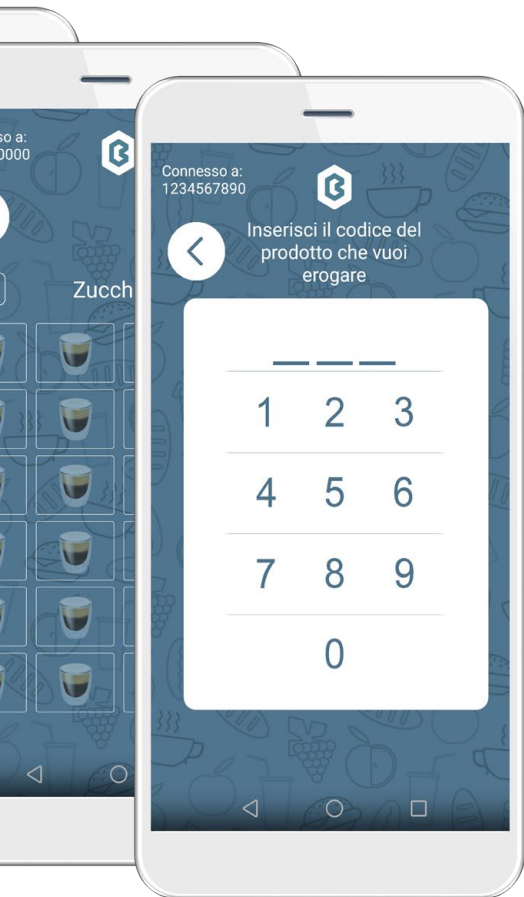 so a:
0000
Zucch
Connesso a:
1234567890
Inserisci il codice del
prodotto che vuoi
erogare
1 2 3
4 5 6
7 8 9
0